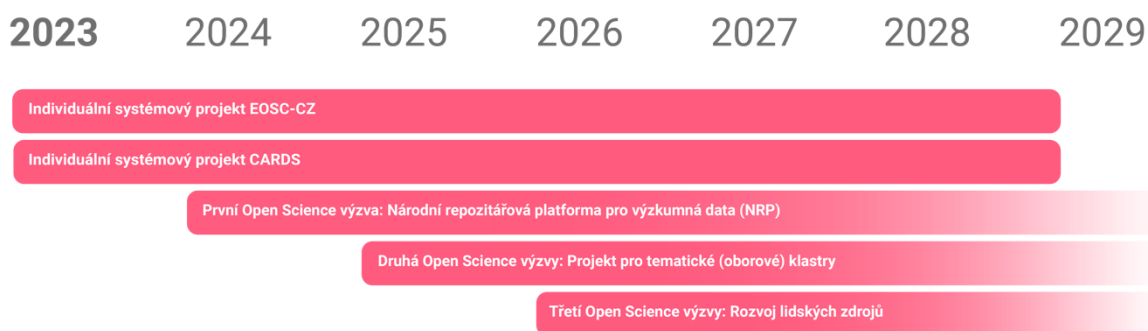 2023 2024 2025 2026 2027 2028 2029
Individuální systémový projekt EOSC-CZ
Individuální systémový projekt CARDS
První Open Science výzva: Národní repozitářová platforma pro výzkumná data (NRP)
Druhá Open Science výzvy: Projekt pro tematické (oborové) klastry
Třetí Open Science výzvy: Rozvoj lidských zdrojů